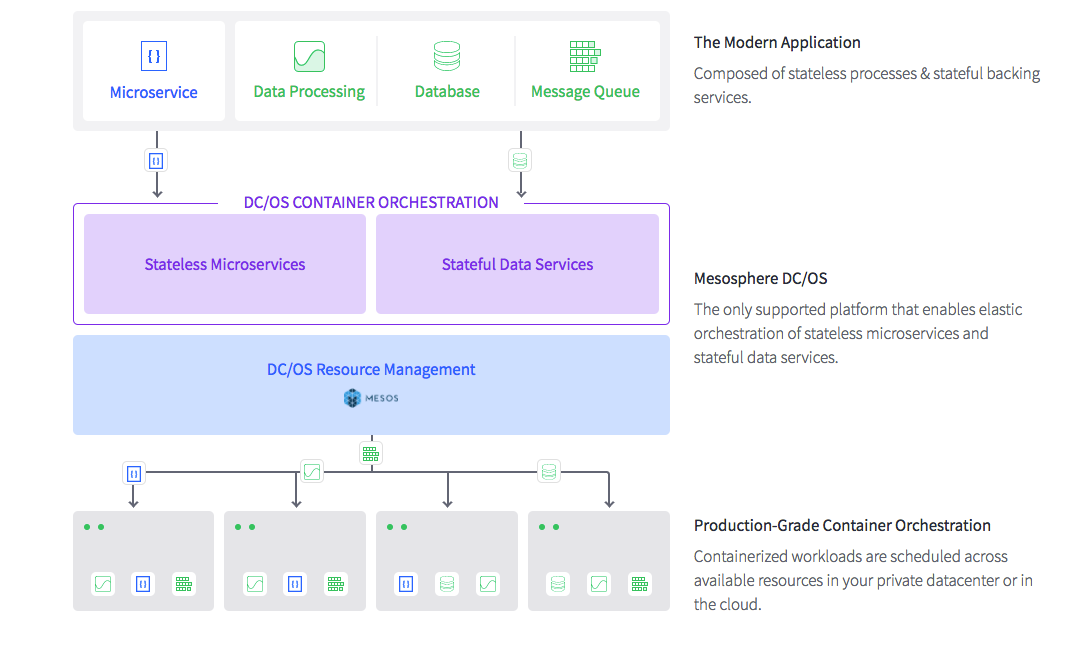 Microservice
Data Processing
Database
Message Queue
The Modern Application
Composed of stateless processes & stateful backing
services.
DC/OS CONTAINER ORCHESTRATION
Stateless Microservices
Stateful Data Services
Mesosphere DC/OS
The only supported platform that enables elastic
orchestration of stateless microservices and
stateful data services.
DC/OS Resource Management
MESOS
Production-Grade Container Orchestration
Containerized workloads are scheduled across
available resources in your private datacenter or in
the cloud.